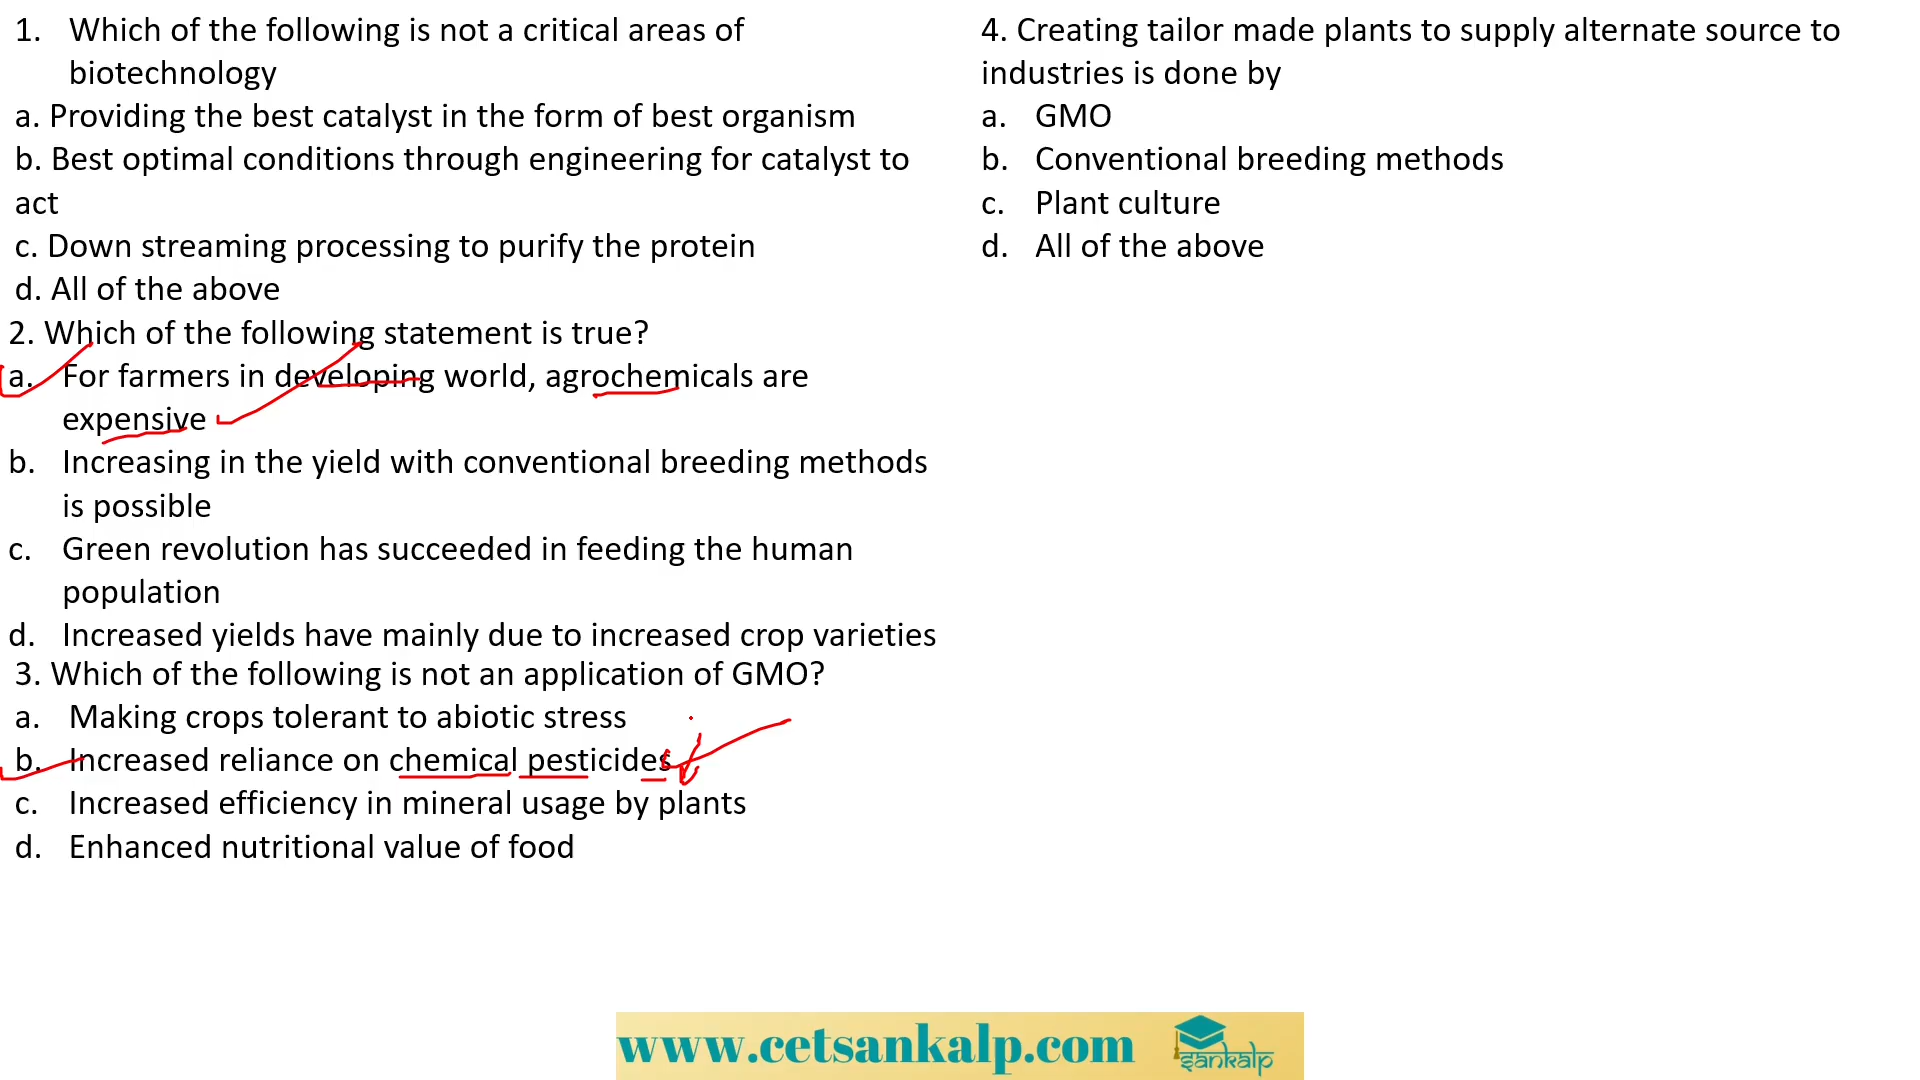 1. Which of the following is not a critical areas of
biotechnology
a. Providing the best catalyst in the form of best organism
b. Best optimal conditions through engineering for catalyst to
act
c. Down streaming processing to purify the protein
d. All of the above
2. Which of the following statement is true?
a. For farmers in developing world, agrochemicals are
expensive
b. Increasing in the yield with conventional breeding methods
is possible
c. Green revolution has succeeded in feeding the human
population
d. Increased yields have mainly due to increased crop varieties
3. Which of the following is not an application of GMO?
a. Making crops tolerant to abiotic stress
b. Increased reliance on chemical pesticides
c. Increased efficiency in mineral usage by plants
d. Enhanced nutritional value of food
4. Creating tailor made plants to supply alternate source to
industries is done by
a. GMO
b. Conventional breeding methods
c. Plant culture
d. All of the above
www.cetsankalp.com
संkalp